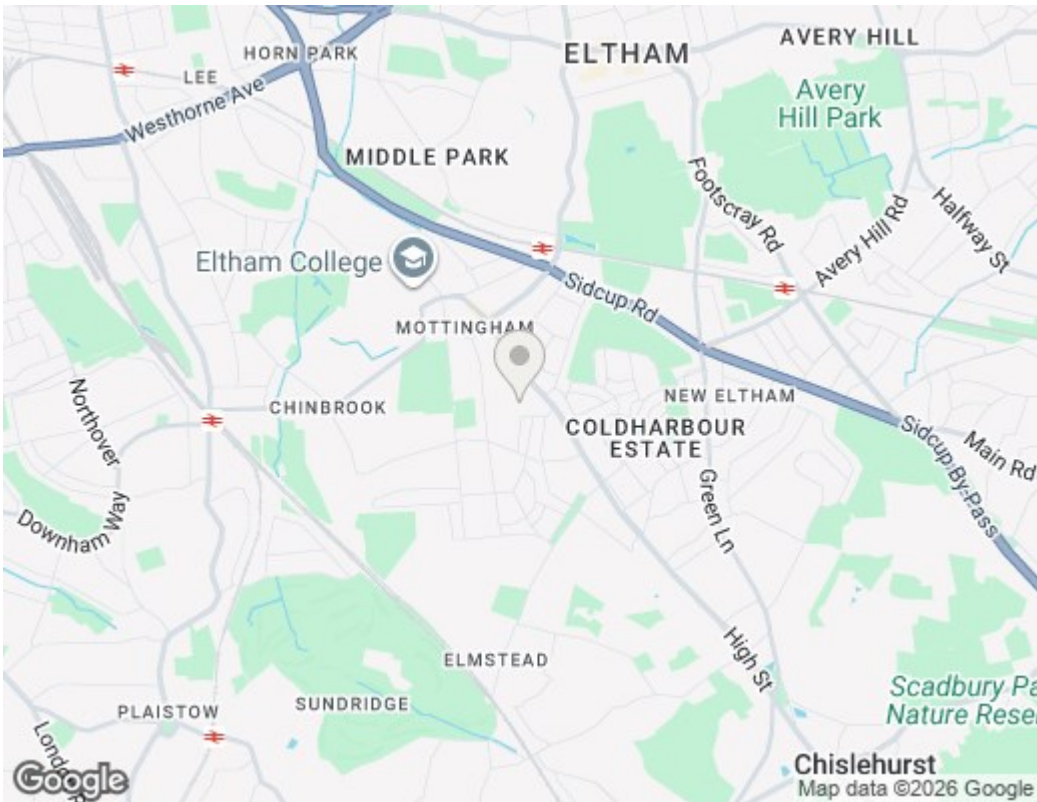 ELTHAM
AVERY HILL
HORN PARK
LEE
Westhorne Ave
Avery
Hill Park
MIDDLE PARK
Footscray Rd
Halfway St
Avery Hill Rd
Eltham College
Sidcup Rd
MOTTINGHAM
Northover
CHINBROOK
NEW ELTHAM
COLDHARBOUR
ESTATE
Sidcup By-Pass
Main Rd
Downham Way
Green Ln
High St
ELMSTEAD
SUNDRIDGE
PLAISTOW
Scadbury Pa
Nature Rese
Chislehurst
Google
Map data ©2026 Google